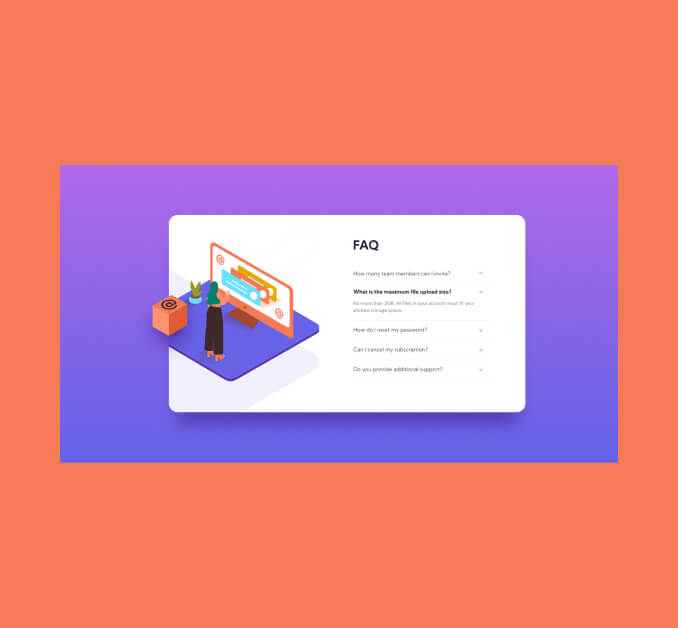 FAQ
How many team members can I invite?
What is the maximum file upload size?
No more than 2GB. All files in your account must fit your
allotted storage space.
How do I reset my password?
Can I cancel my subscription?
Do you provide additional support?